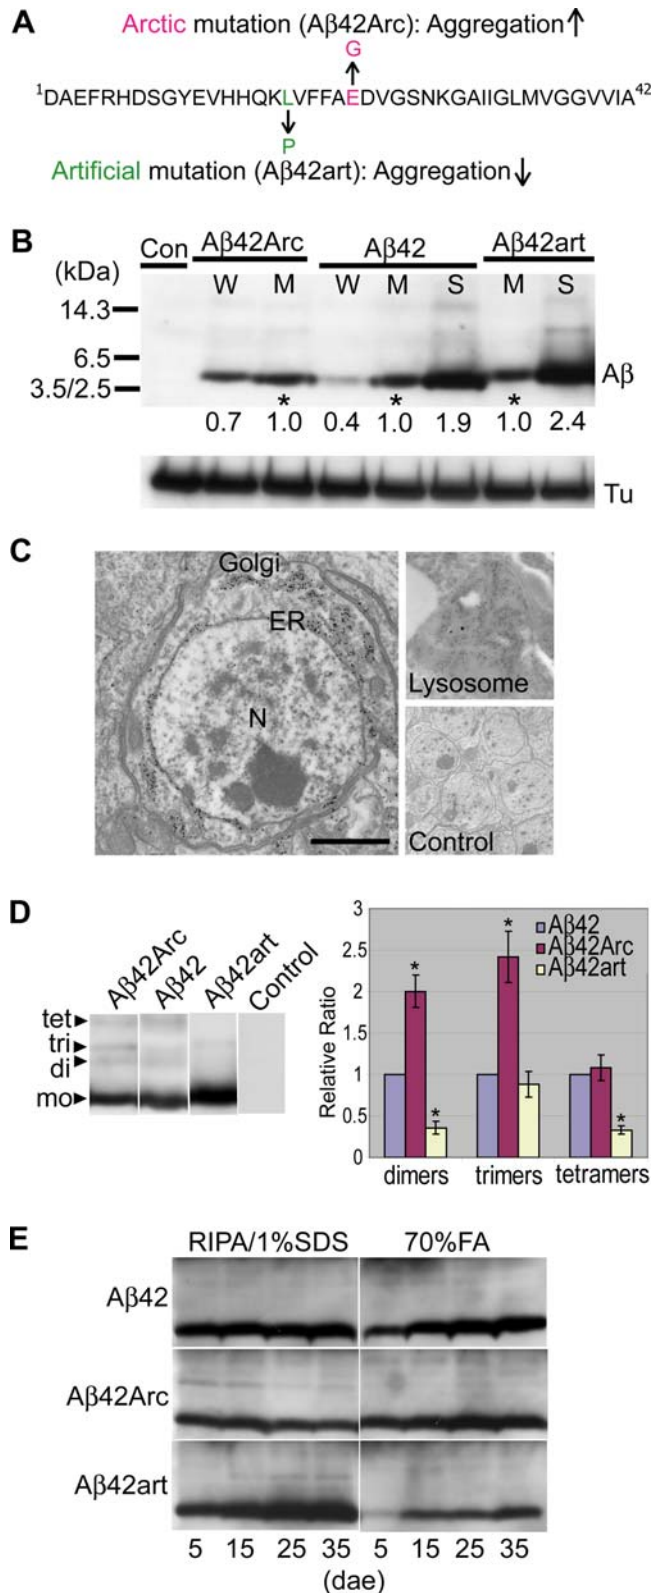 A
Arctic mutation (Aβ42Arc): Aggregation↑
G
1DAEFRHDSGYEVHHQKLVFFAEDVGSNKGAIIGLMVGGVVIA42
P
Artificial mutation (Aβ42art): Aggregation↓
B
Con Aβ42Arc Aβ42 Aβ42art
(kDa) W M W M S M S
14.3
6.5
3.5/2.5
Aβ
* * *
0.7 1.0 0.4 1.0 1.9 1.0 2.4
Tu
C
Golgi
ER
N
Lysosome
Control
D
Aβ42Arc Aβ42 Aβ42art Control
tet
tri
di
mo
Relative Ratio
3
2.5
2
1.5
1
0.5
0
Aβ42
Aβ42Arc
Aβ42art
* * * *
dimers trimers tetramers
E
RIPA/1%SDS 70%FA
Aβ42
Aβ42Arc
Aβ42art
5 15 25 35 5 15 25 35
(dae)